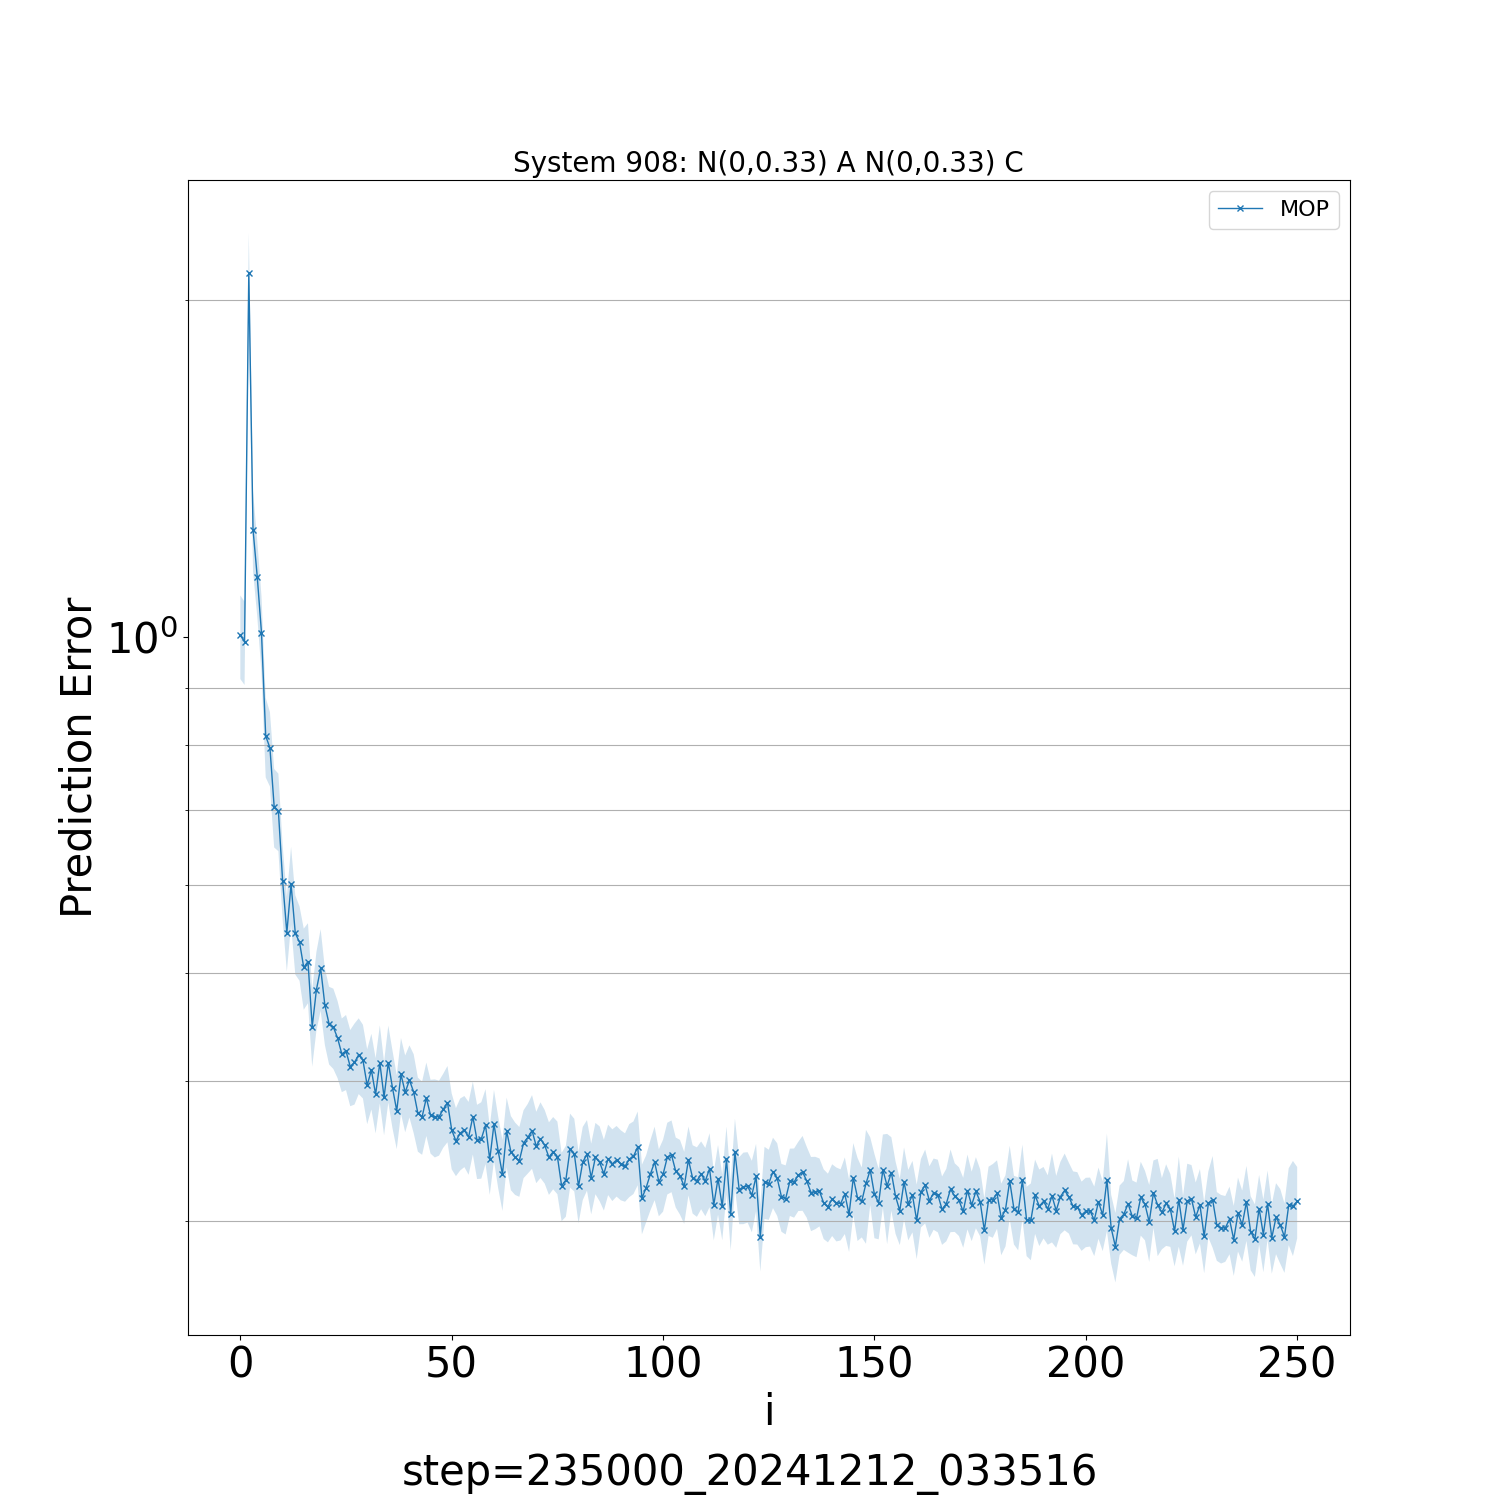 System 908: N(0,0.33) A N(0,0.33) C
MOP
Prediction Error
10⁰
0 50 100 150 200 250
i
step=235000_20241212_033516